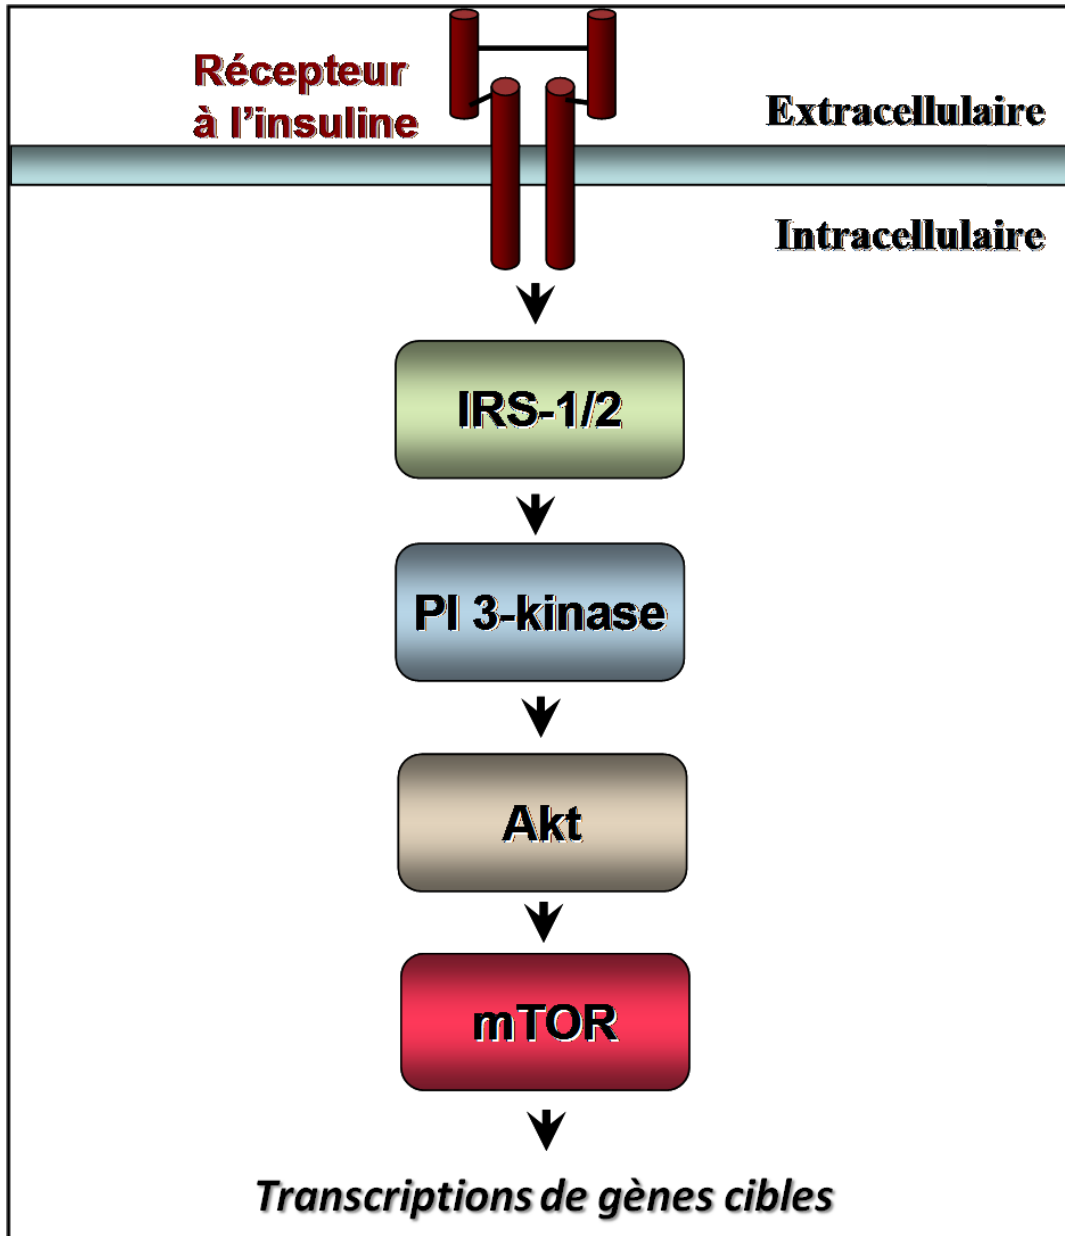 Récepteur
à l'insuline
Extracellulaire
Intracellulaire
IRS-1/2
PI 3-kinase
Akt
mTOR
Transcriptions de gènes cibles